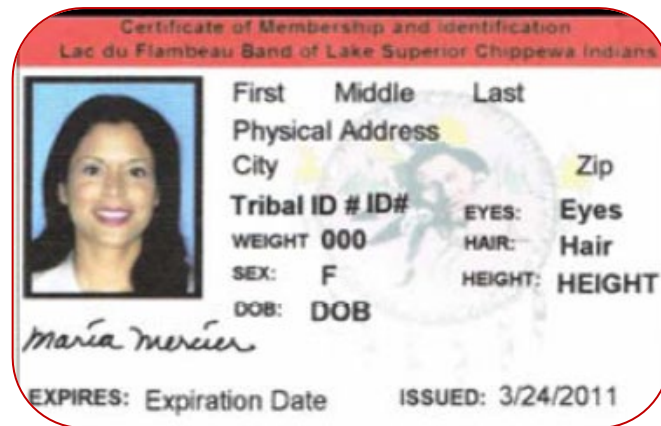 Certificate of Membership and Identification
Lac du Flambeau Band of Lake Superior Chippewa Indians
First Middle Last
Physical Address
City Zip
Tribal ID # ID# EYES: Eyes
WEIGHT 000 HAIR: Hair
SEX: F HEIGHT: HEIGHT
DOB: DOB
Maria Mercier
EXPIRES: Expiration Date ISSUED: 3/24/2011